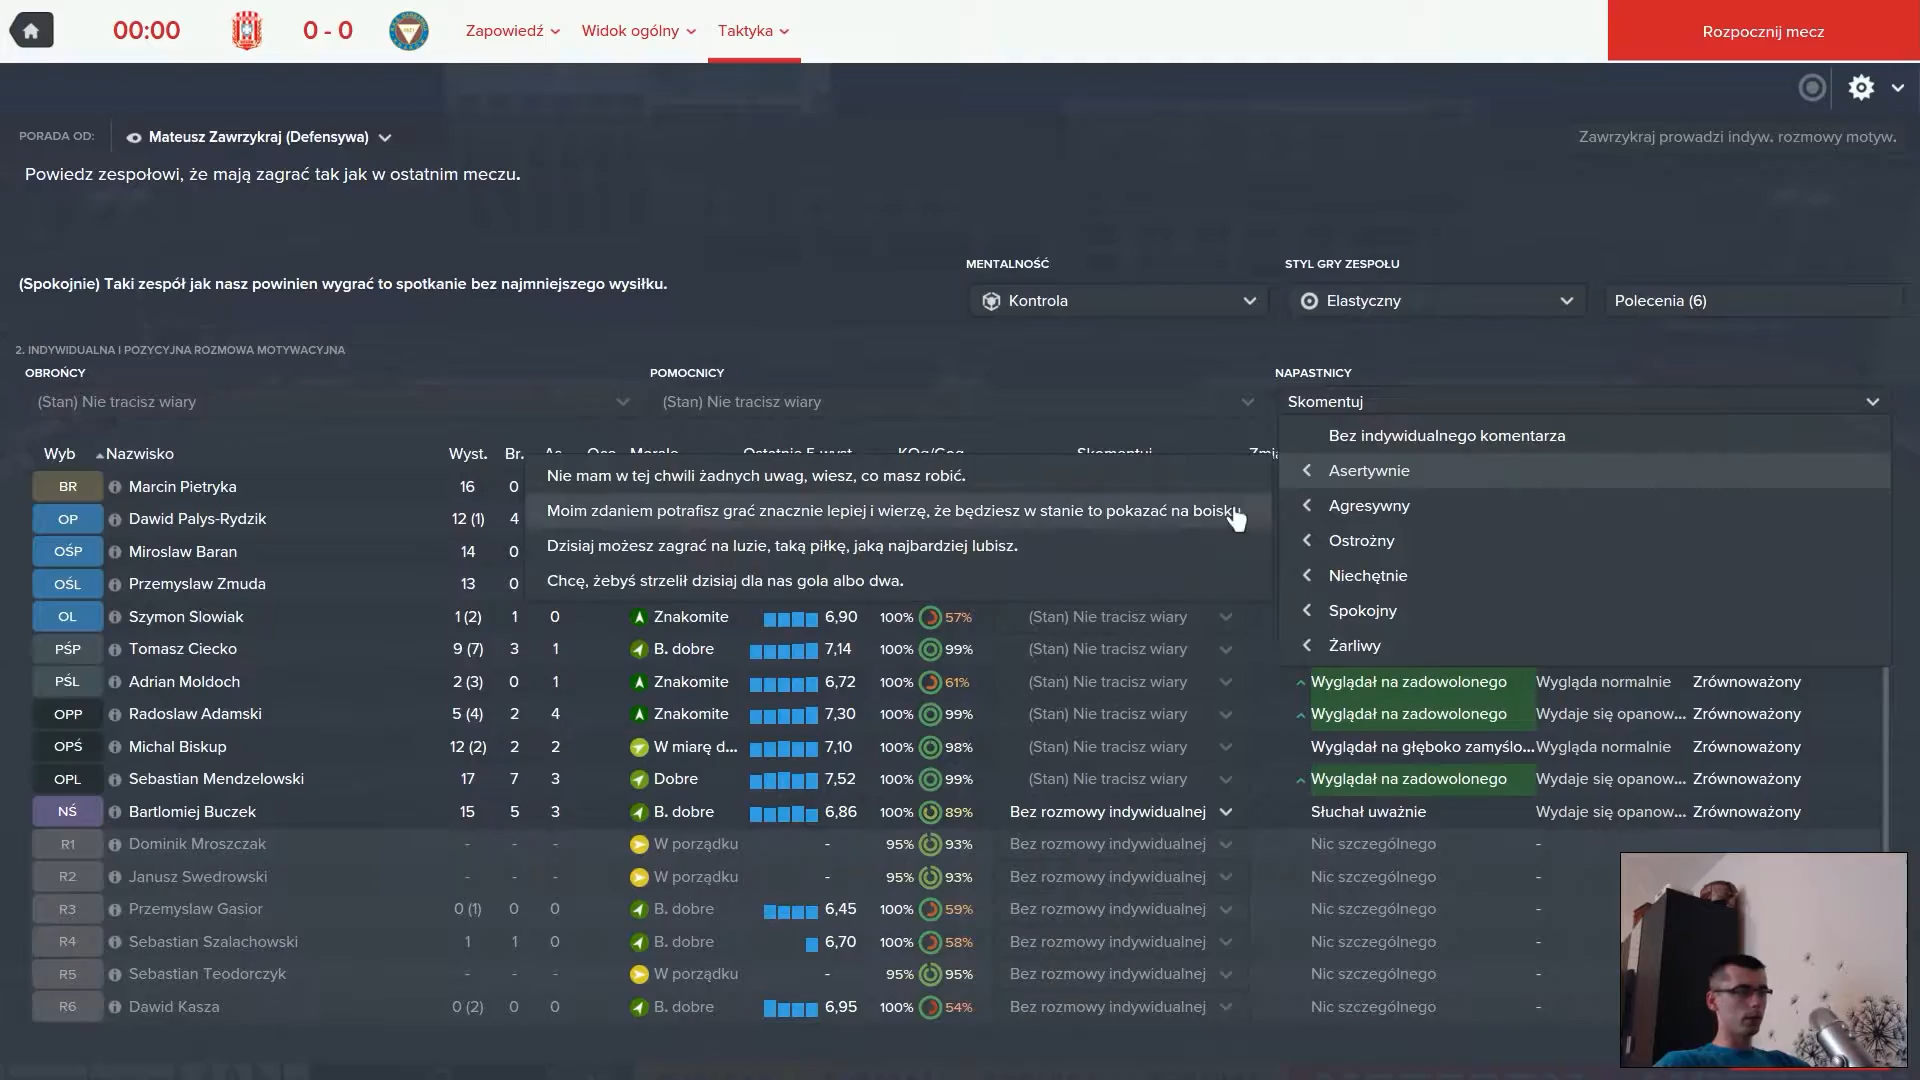 00:00 0 - 0 Zapowiedź Widok ogólny Taktyka Rozpocznij mecz
PORADA OD: Mateusz Zawrzykraj (Defensywa) Zawrzykraj prowadzi indyw. rozmowy motyw.
Powiedz zespołowi, że mają zagrać tak jak w ostatnim meczu.
MENTALNOŚĆ STYL GRY ZESPOŁU
(Spokojnie) Taki zespół jak nasz powinien wygrać to spotkanie bez najmniejszego wysiłku.
Kontrola Elastyczny Polecenia (6)
2. INDYWIDUALNA I POZYCYJNA ROZMOWA MOTYWACYJNA
OBROŃCY POMOCNICY NAPASTNICY
(Stan) Nie tracisz wiary (Stan) Nie tracisz wiary Skomentuj
Bez indywidualnego komentarza
Asertywnie
Agresywny
Ostrożny
Niechętnie
Spokojny
Żarliwy
Nie mam w tej chwili żadnych uwag, wiesz, co masz robić.
Moim zdaniem potrafisz grać znacznie lepiej i wierzę, że będziesz w stanie to pokazać na boisku
Dzisiaj możesz zagrać na luzie, taką piłkę, jaką najbardziej lubisz.
Chcę, żebyś strzelił dzisiaj dla nas gola albo dwa.
Wyb Nazwisko Wyst. Br.
BR Marcin Pietryka 16 0
OP Dawid Palys-Rydzik 12 (1) 4
OŚP Miroslaw Baran 14 0
OŚL Przemyslaw Zmuda 13 0
OL Szymon Slowiak 1 (2) 1 0 Znakomite 6,90 100% 57% (Stan) Nie tracisz wiary
PŚP Tomasz Ciecko 9 (7) 3 1 B. dobre 7,14 100% 99% (Stan) Nie tracisz wiary
PŚL Adrian Moldoch 2 (3) 0 1 Znakomite 6,72 100% 61% (Stan) Nie tracisz wiary Wyglądał na zadowolonego Wygląda normalnie Zrównoważony
OPP Radoslaw Adamski 5 (4) 2 4 Znakomite 7,30 100% 99% (Stan) Nie tracisz wiary Wyglądał na zadowolonego Wydaje się opanow... Zrównoważony
OPŚ Michal Biskup 12 (2) 2 2 W miarę d... 7,10 100% 98% (Stan) Nie tracisz wiary Wyglądał na głęboko zamyślo... Wygląda normalnie Zrównoważony
OPL Sebastian Mendzelowski 17 7 3 Dobre 7,52 100% 99% (Stan) Nie tracisz wiary Wyglądał na zadowolonego Wydaje się opanow... Zrównoważony
NŚ Bartlomiej Buczek 15 5 3 B. dobre 6,86 100% 89% Bez rozmowy indywidualnej Słuchał uważnie Wydaje się opanow... Zrównoważony
R1 Dominik Mroszczak - - - W porządku - 95% 93% Bez rozmowy indywidualnej Nic szczególnego -
R2 Janusz Swedrowski - - - W porządku - 95% 93% Bez rozmowy indywidualnej Nic szczególnego -
R3 Przemyslaw Gasior 0 (1) 0 0 B. dobre 6,45 100% 59% Bez rozmowy indywidualnej Nic szczególnego -
R4 Sebastian Szalachowski 1 1 0 B. dobre 6,70 100% 58% Bez rozmowy indywidualnej Nic szczególnego -
R5 Sebastian Teodorczyk - - - W porządku - 95% 95% Bez rozmowy indywidualnej Nic szczególnego -
R6 Dawid Kasza 0 (2) 0 0 B. dobre 6,95 100% 54% Bez rozmowy indywidualnej Nic szczególnego -